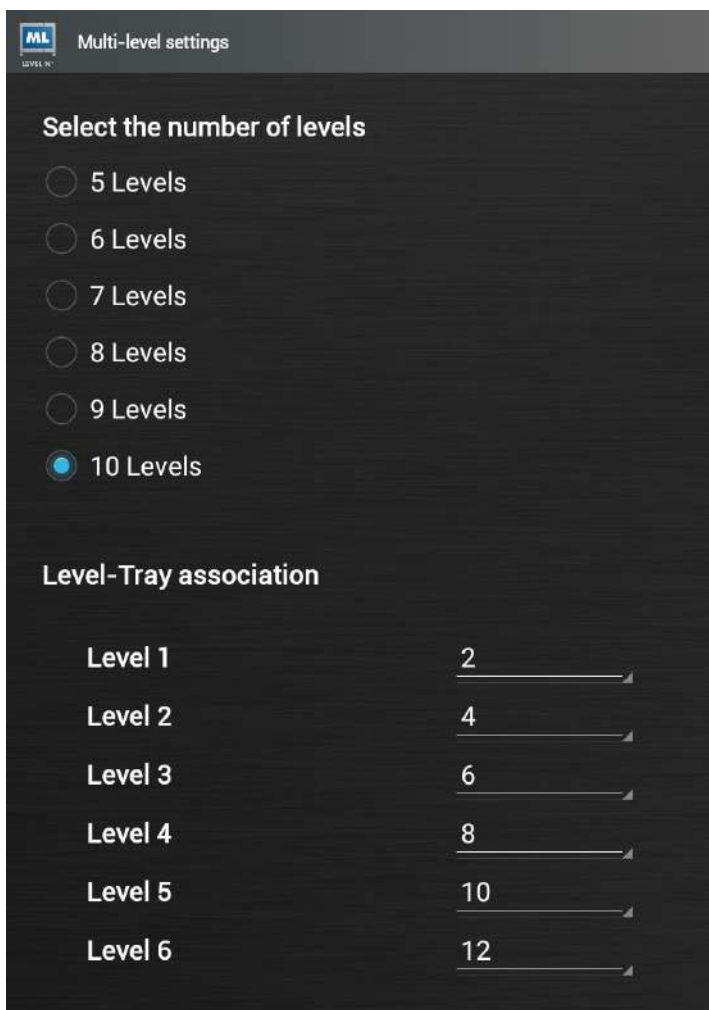 ML
LEVEL N°
Multi-level settings
Select the number of levels
5 Levels
6 Levels
7 Levels
8 Levels
9 Levels
10 Levels
Level-Tray association
Level 1 2
Level 2 4
Level 3 6
Level 4 8
Level 5 10
Level 6 12